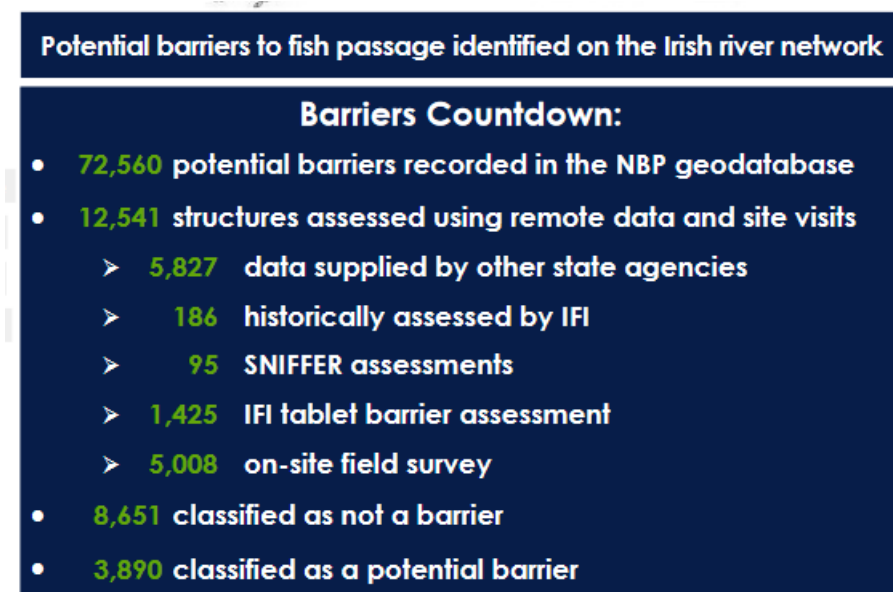 Potential barriers to fish passage identified on the Irish river network
Barriers Countdown:
• 72,560 potential barriers recorded in the NBP geodatabase
• 12,541 structures assessed using remote data and site visits
➢ 5,827 data supplied by other state agencies
➢ 186 historically assessed by IFI
➢ 95 SNIFFER assessments
➢ 1,425 IFI tablet barrier assessment
➢ 5,008 on-site field survey
• 8,651 classified as not a barrier
• 3,890 classified as a potential barrier